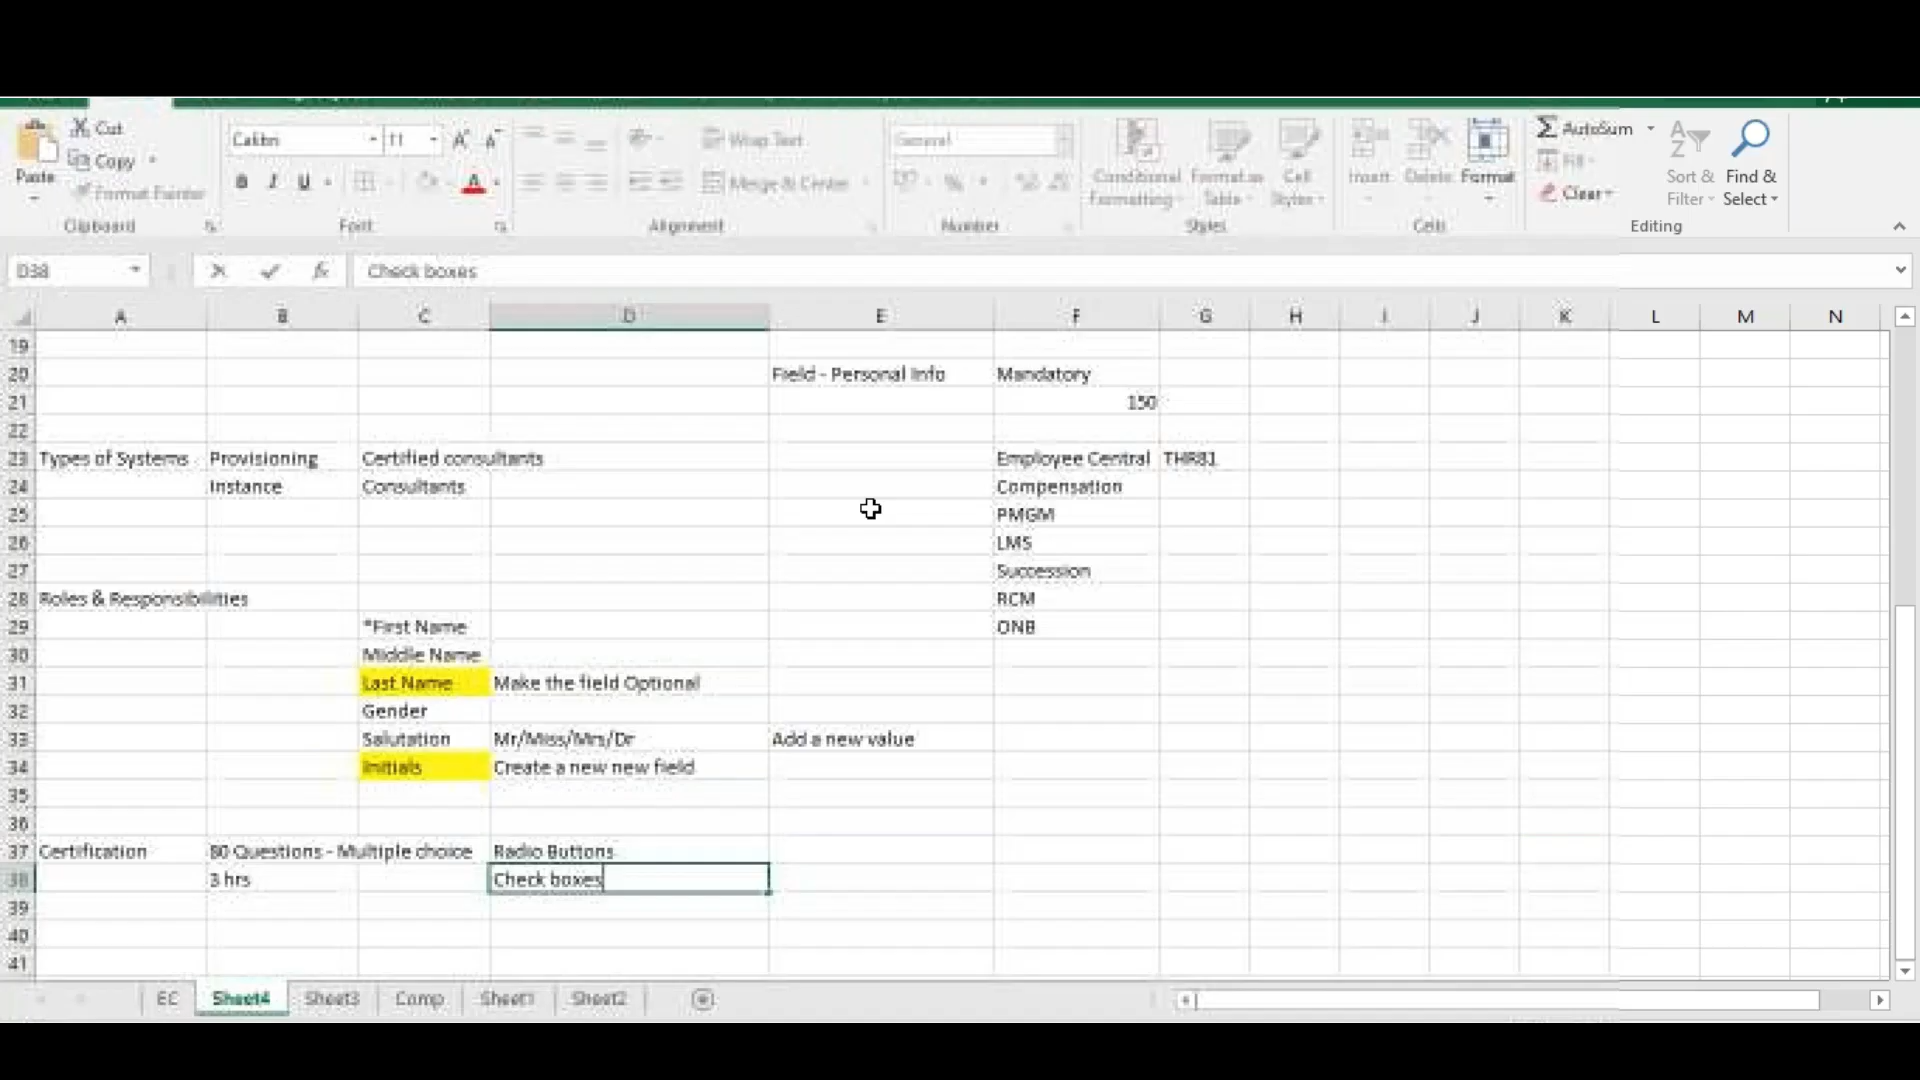 Cut
Copy
Paste
Format Painter
Clipboard
Calibri 11
B I U
Font
Wrap Text
Merge & Center
Alignment
General
Number
Conditional Formatting
Format as Table
Cell Styles
Styles
Insert Delete Format
Cells
AutoSum
Fill
Clear
Sort & Filter
Find & Select
Editing
D38 fx Check boxes
A B C D E F G H I J K L M N
19
20 Field - Personal Info Mandatory
21 150
22
23 Types of Systems Provisioning Certified consultants Employee Central THR81
24 Instance Consultants Compensation
25 PMGM
26 LMS
27 Succession
28 Roles & Responsibilities RCM
29 *First Name ONB
30 Middle Name
31 Last Name Make the field Optional
32 Gender
33 Salutation Mr/Miss/Mrs/Dr Add a new value
34 Initials Create a new new field
35
36
37 Certification 80 Questions - Multiple choice Radio Buttons
38 3 hrs Check boxes
39
40
41
EC Sheet4 Sheet3 Comp Sheet1 Sheet2